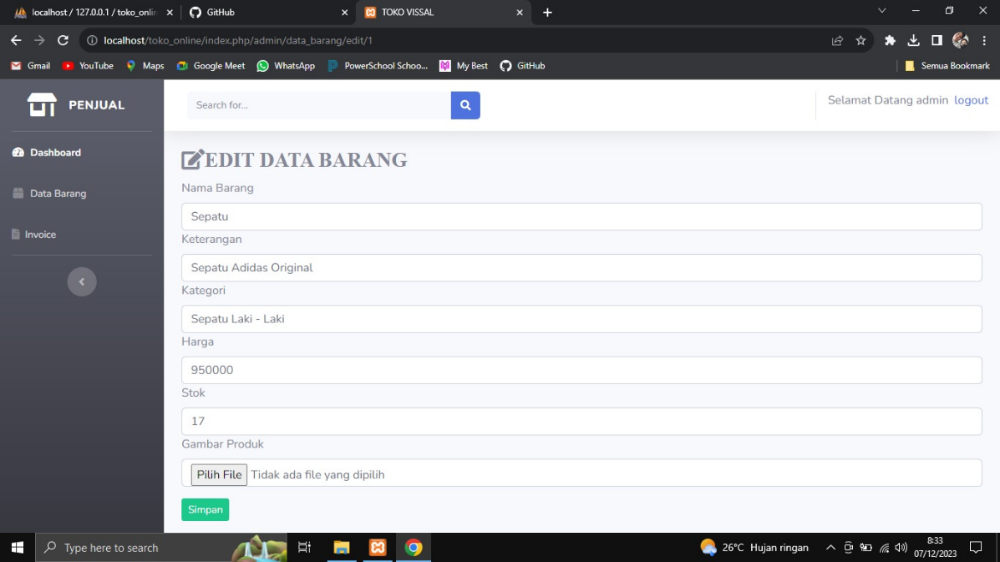 localhost / 127.0.0.1 / toko_onlin
GitHub
TOKO VISSAL
localhost/toko_online/index.php/admin/data_barang/edit/1
Gmail
YouTube
Maps
Google Meet
WhatsApp
PowerSchool Schoo...
My Best
GitHub
Semua Bookmark
PENJUAL
Search for...
Selamat Datang admin logout
Dashboard
Data Barang
Invoice
EDIT DATA BARANG
Nama Barang
Sepatu
Keterangan
Sepatu Adidas Original
Kategori
Sepatu Laki - Laki
Harga
950000
Stok
17
Gambar Produk
Pilih File Tidak ada file yang dipilih
Simpan
Type here to search
26°C Hujan ringan
8:33
07/12/2023